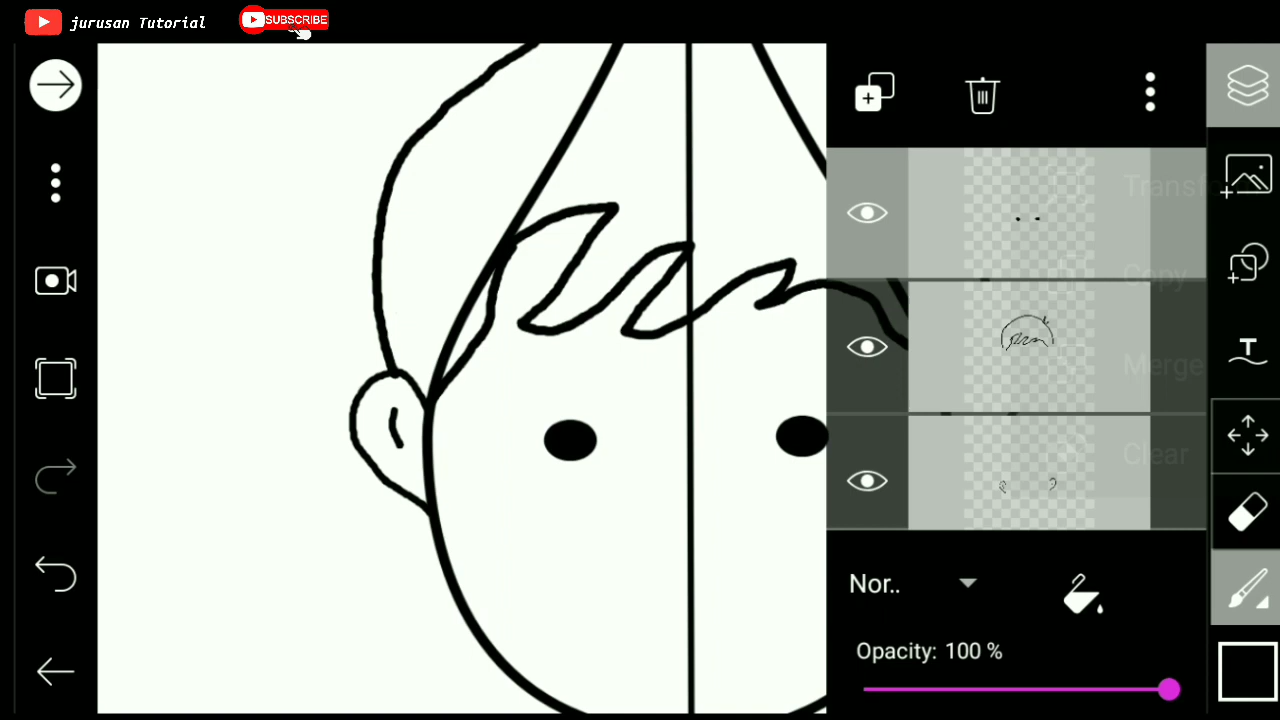 jurusan Tutorial
SUBSCRIBE
Transf
Copy
Merge
Clear
Nor..
Opacity: 100 %
T